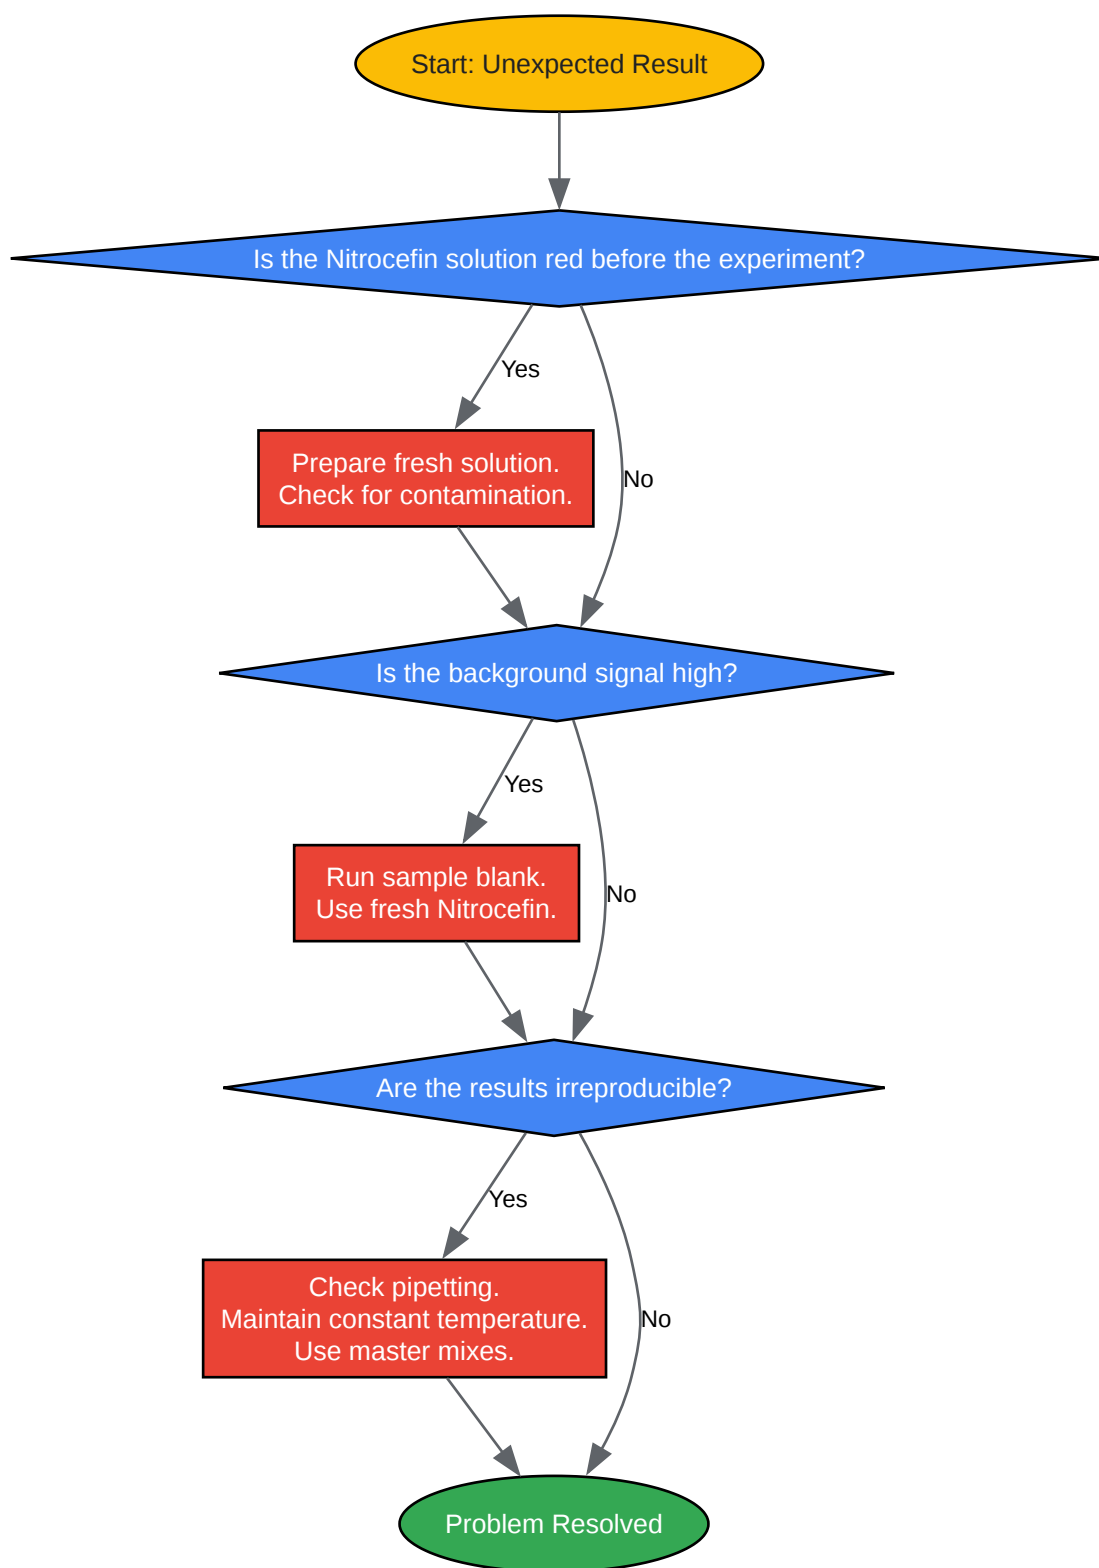 Start: Unexpected Result
Is the Nitrocefin solution red before the experiment?
Yes
Prepare fresh solution.
Check for contamination.
No
Is the background signal high?
Yes
Run sample blank.
Use fresh Nitrocefin.
No
Are the results irreproducible?
Yes
Check pipetting.
Maintain constant temperature.
Use master mixes.
No
Problem Resolved